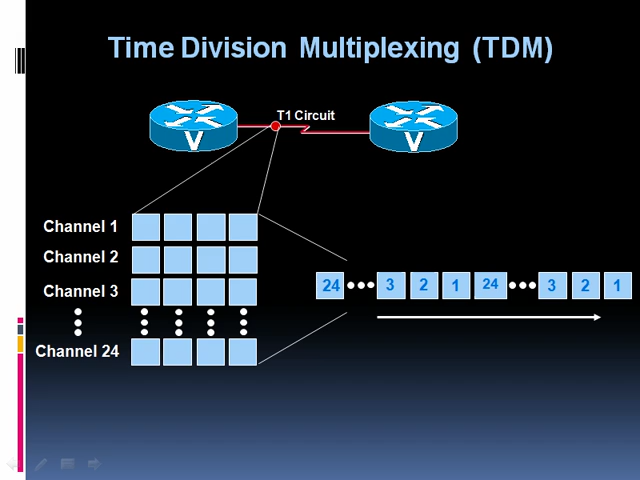 Time Division Multiplexing (TDM)
T1 Circuit
V
V
Channel 1
Channel 2
Channel 3
Channel 24
24 ••• 3 2 1 24 ••• 3 2 1